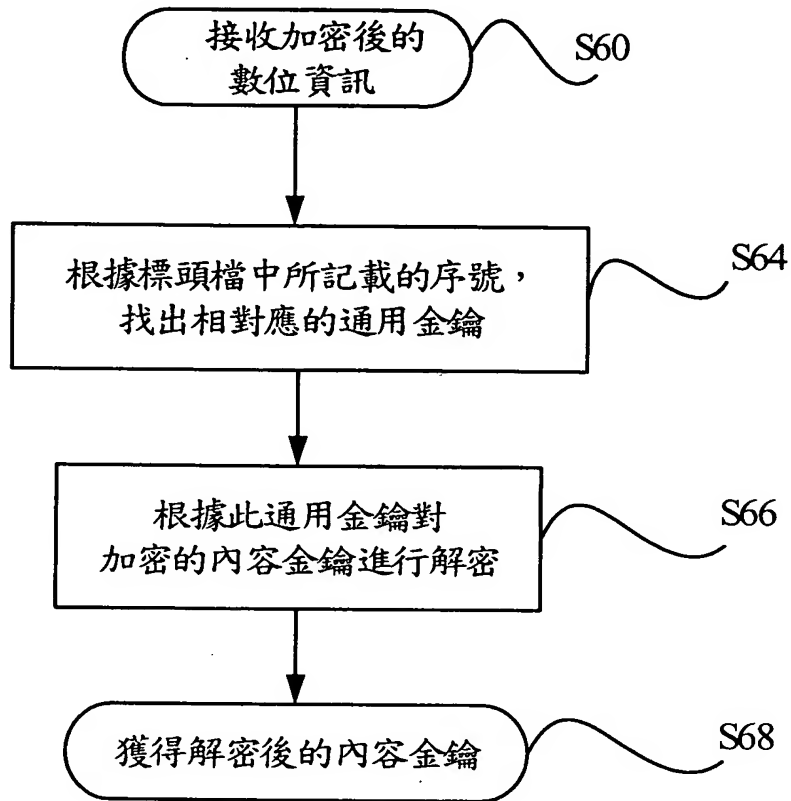 接收加密後的
數位資訊
S60
根據標頭檔中所記載的序號，
找出相對應的通用金鑰
S64
根據此通用金鑰對
加密的內容金鑰進行解密
S66
獲得解密後的內容金鑰
S68